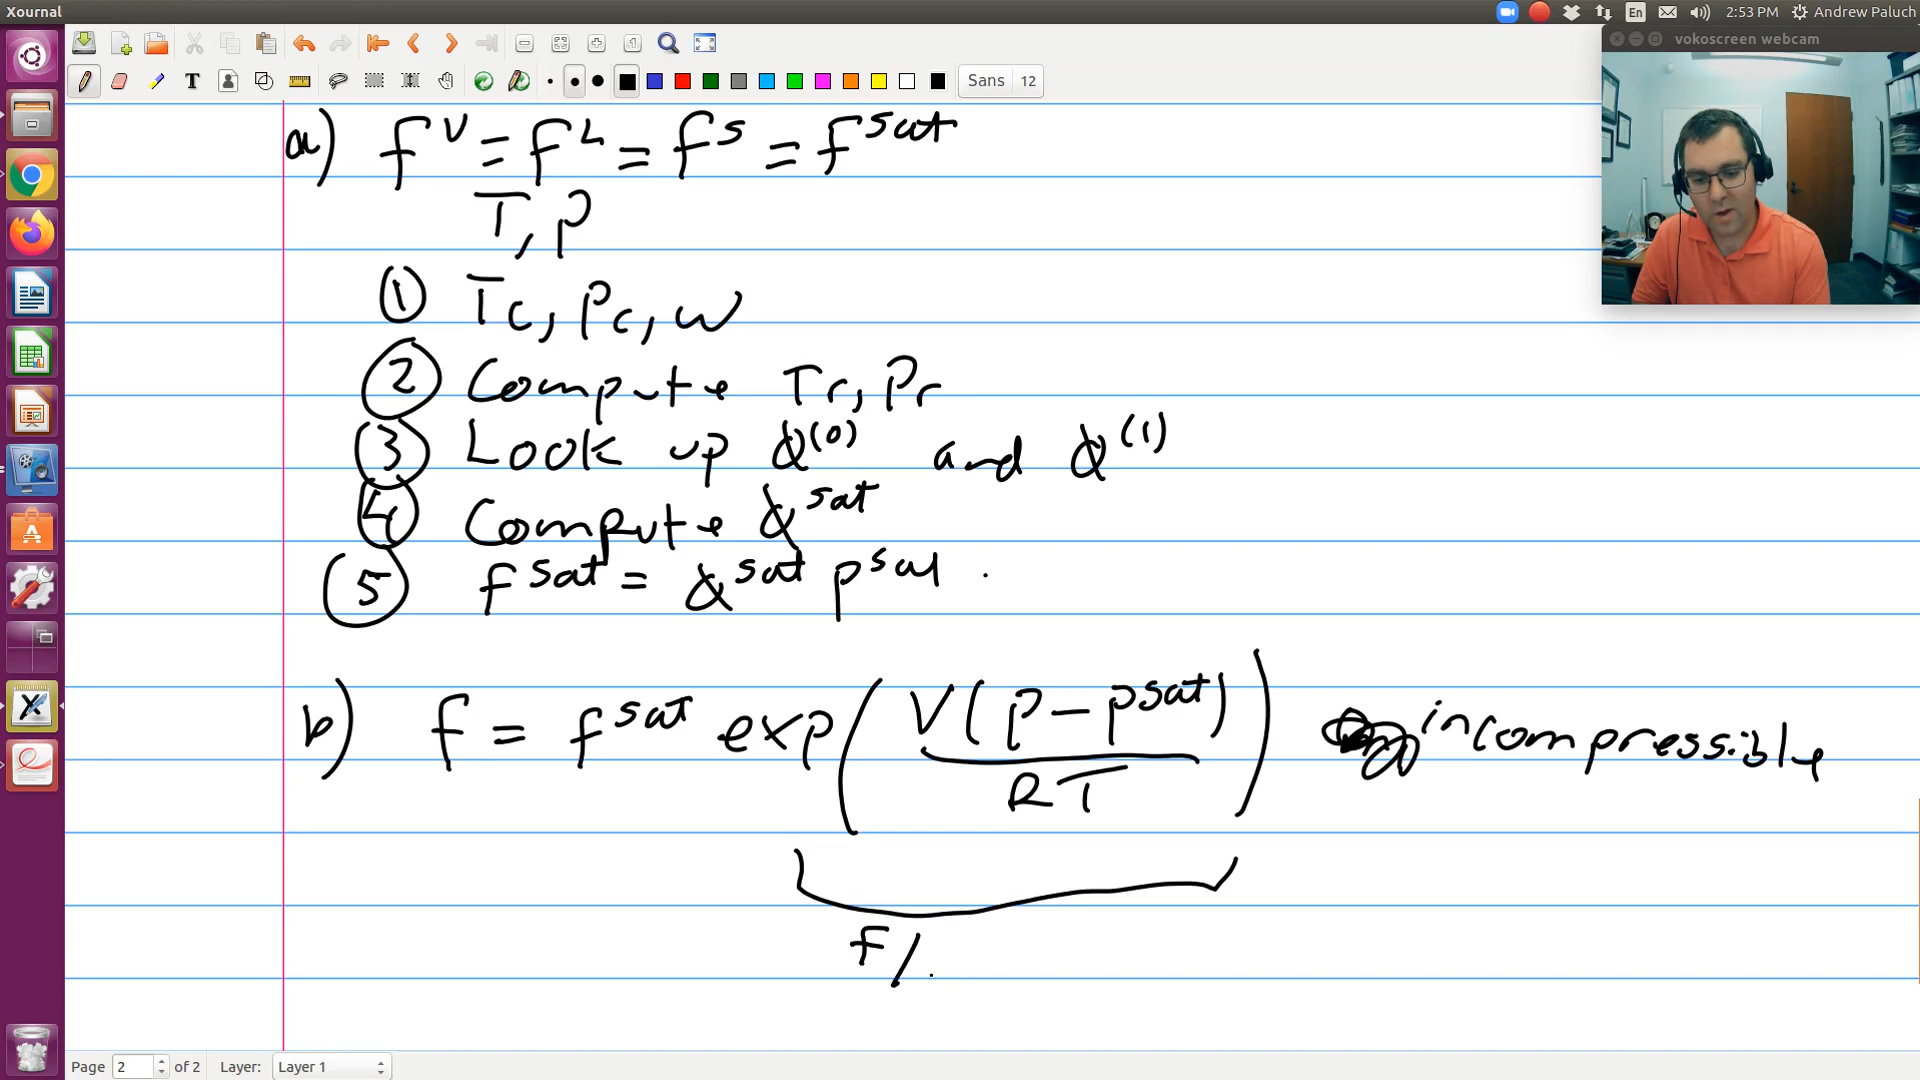 Xournal
En
2:53 PM
Andrew Paluch
vokoscreen webcam
Sans 12
a) f^V = f^L = f^S = f^sat
T, P
① Tc, Pc, ω
② Compute Tr, Pr
③ Look up φ^(0) and φ^(1)
④ Compute φ^sat
⑤ f^sat = φ^sat p^sat .
b) f = f^sat exp( V(P - P^sat) / RT ) incompressible
f/
Page 2 of 2 Layer: Layer 1